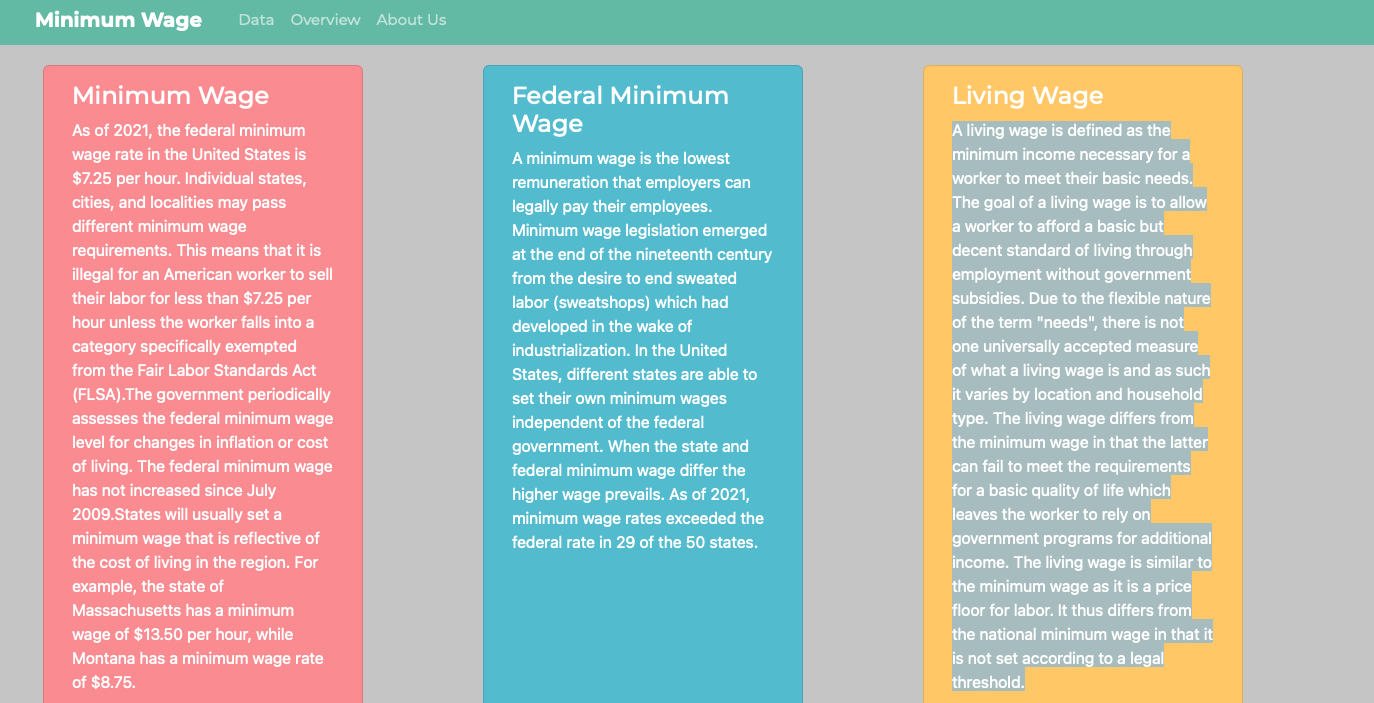 Minimum Wage
Data
Overview
About Us
Minimum Wage
As of 2021, the federal minimum
wage rate in the United States is
$7.25 per hour. Individual states,
cities, and localities may pass
different minimum wage
requirements. This means that it is
illegal for an American worker to sell
their labor for less than $7.25 per
hour unless the worker falls into a
category specifically exempted
from the Fair Labor Standards Act
(FLSA).The government periodically
assesses the federal minimum wage
level for changes in inflation or cost
of living. The federal minimum wage
has not increased since July
2009.States will usually set a
minimum wage that is reflective of
the cost of living in the region. For
example, the state of
Massachusetts has a minimum
wage of $13.50 per hour, while
Montana has a minimum wage rate
of $8.75.
Federal Minimum
Wage
A minimum wage is the lowest
remuneration that employers can
legally pay their employees.
Minimum wage legislation emerged
at the end of the nineteenth century
from the desire to end sweated
labor (sweatshops) which had
developed in the wake of
industrialization. In the United
States, different states are able to
set their own minimum wages
independent of the federal
government. When the state and
federal minimum wage differ the
higher wage prevails. As of 2021,
minimum wage rates exceeded the
federal rate in 29 of the 50 states.
Living Wage
A living wage is defined as the
minimum income necessary for a
worker to meet their basic needs.
The goal of a living wage is to allow
a worker to afford a basic but
decent standard of living through
employment without government
subsidies. Due to the flexible nature
of the term "needs", there is not
one universally accepted measure
of what a living wage is and as such
it varies by location and household
type. The living wage differs from
the minimum wage in that the latter
can fail to meet the requirements
for a basic quality of life which
leaves the worker to rely on
government programs for additional
income. The living wage is similar to
the minimum wage as it is a price
floor for labor. It thus differs from
the national minimum wage in that it
is not set according to a legal
threshold.